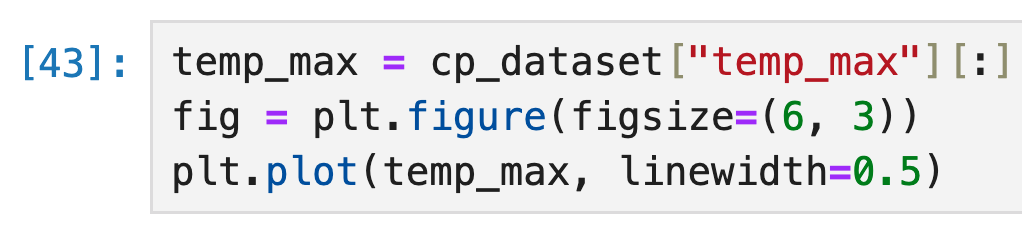 [43]: temp_max = cp_dataset["temp_max"][:]
fig = plt.figure(figsize=(6, 3))
plt.plot(temp_max, linewidth=0.5)